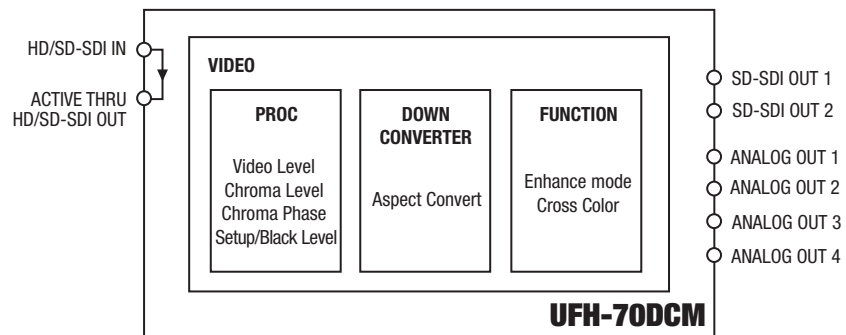 HD/SD-SDI IN
ACTIVE THRU
HD/SD-SDI OUT
VIDEO
PROC
Video Level
Chroma Level
Chroma Phase
Setup/Black Level
DOWN
CONVERTER
Aspect Convert
FUNCTION
Enhance mode
Cross Color
SD-SDI OUT 1
SD-SDI OUT 2
ANALOG OUT 1
ANALOG OUT 2
ANALOG OUT 3
ANALOG OUT 4
UFH-70DCM